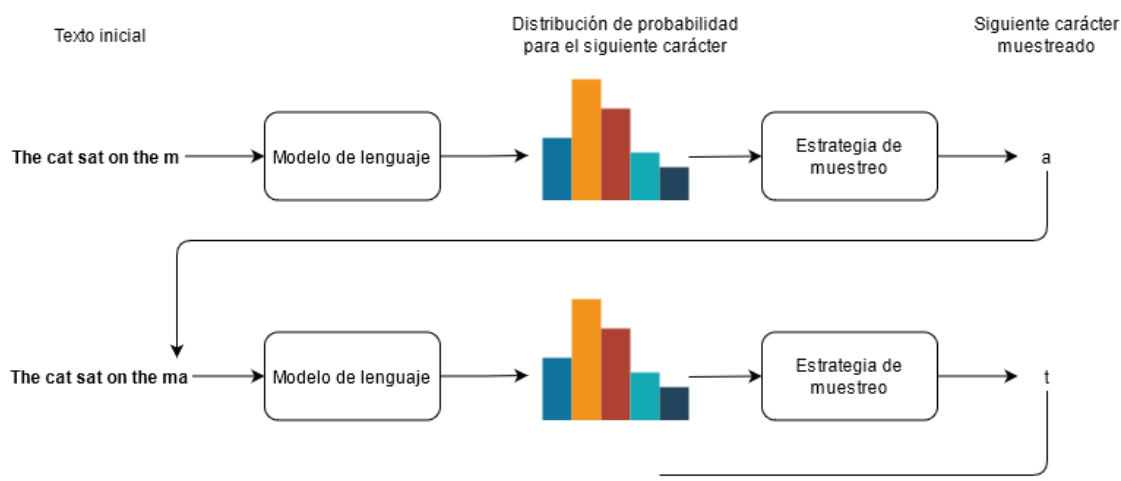 Texto inicial
Distribución de probabilidad
para el siguiente carácter
Siguiente carácter
muestreado
The cat sat on the m
Modelo de lenguaje
Estrategia de
muestreo
a
The cat sat on the ma
Modelo de lenguaje
Estrategia de
muestreo
t